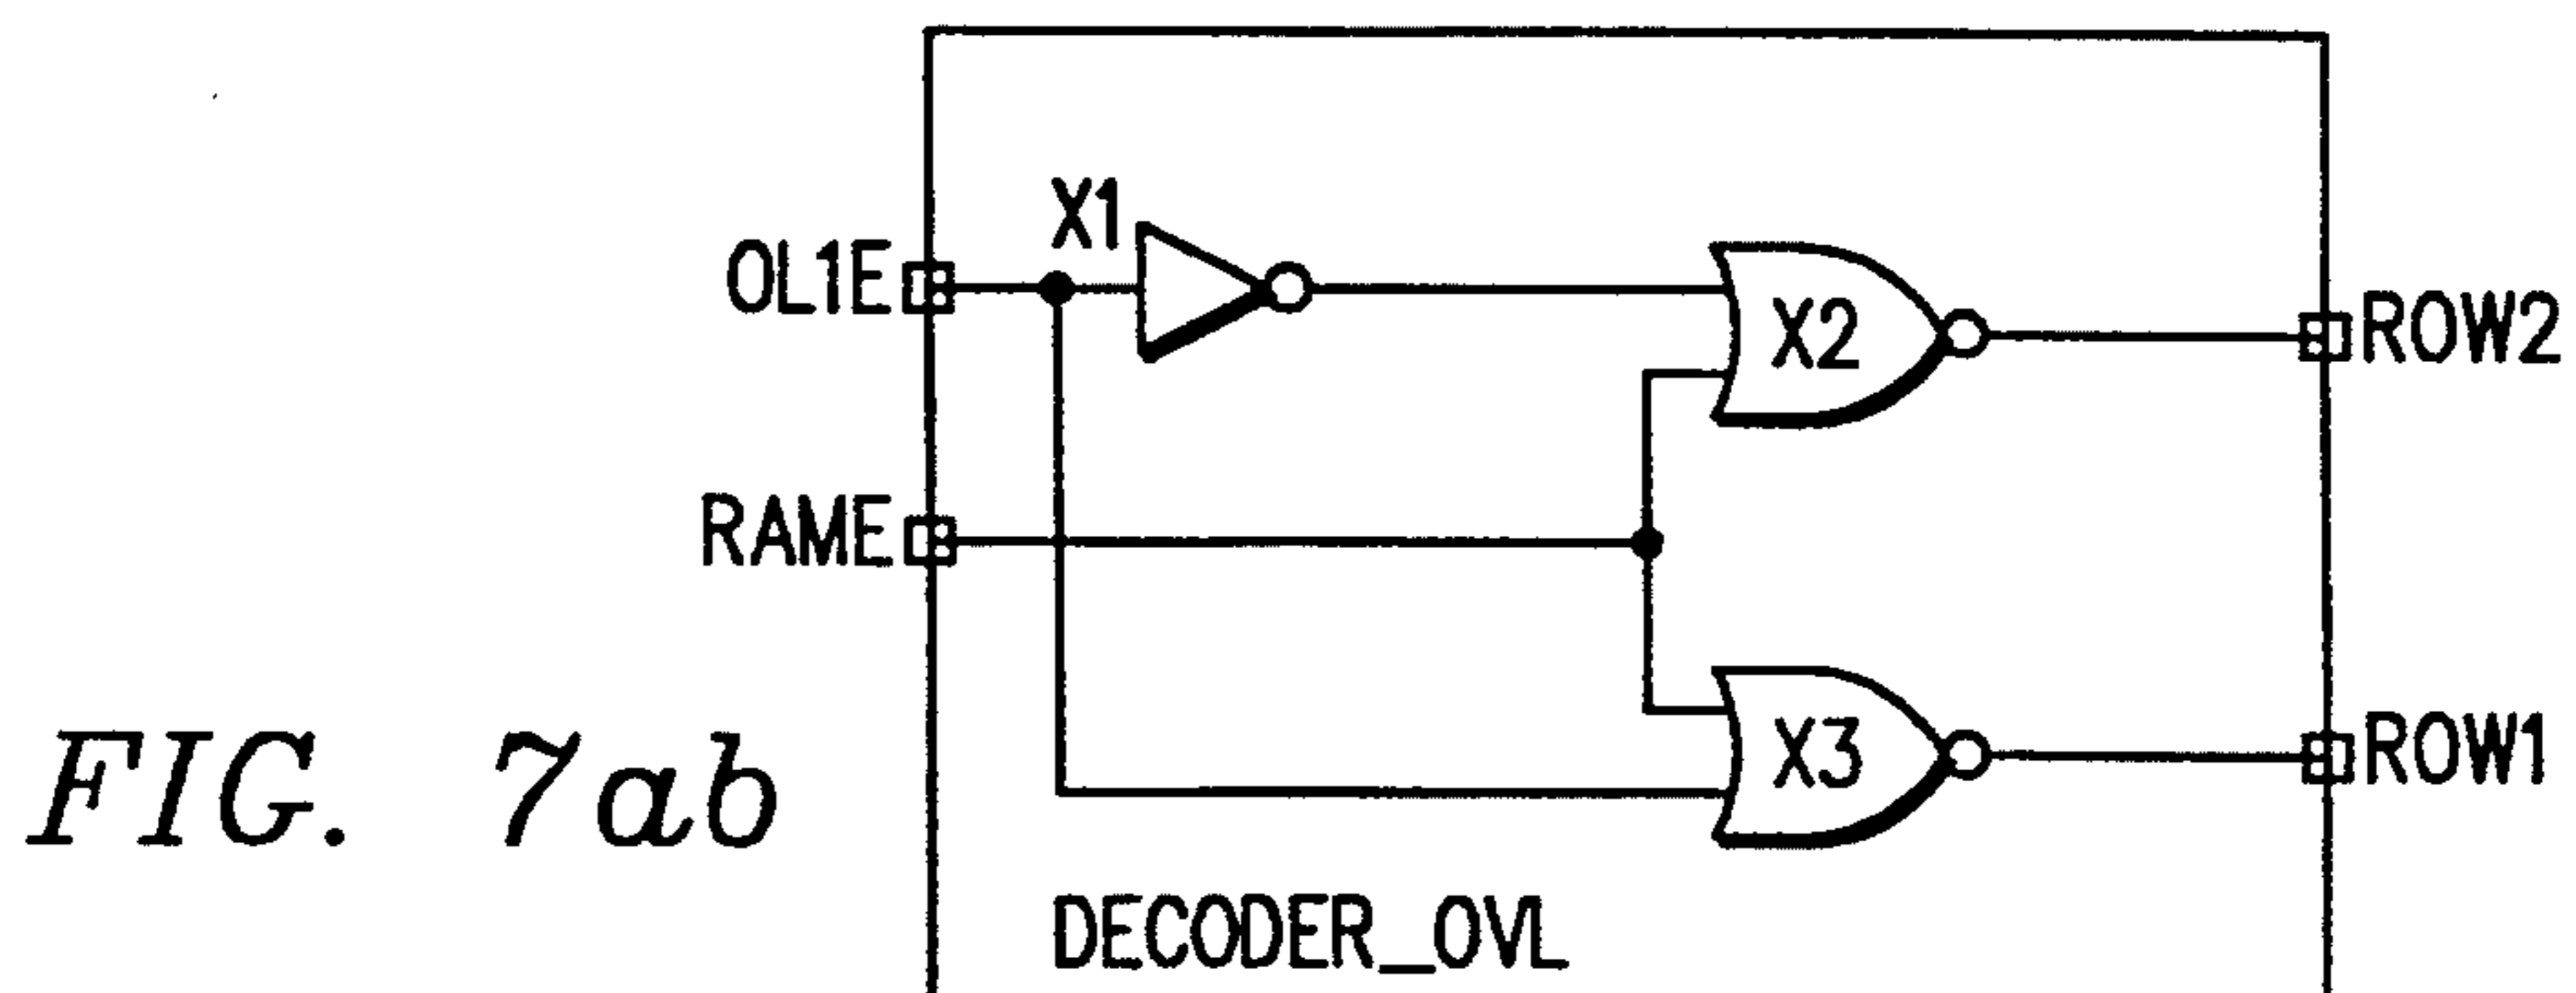 X1
OL1E
X2
ROW2
RAME
X3
ROW1
FIG. 7ab
DECODER_OVL